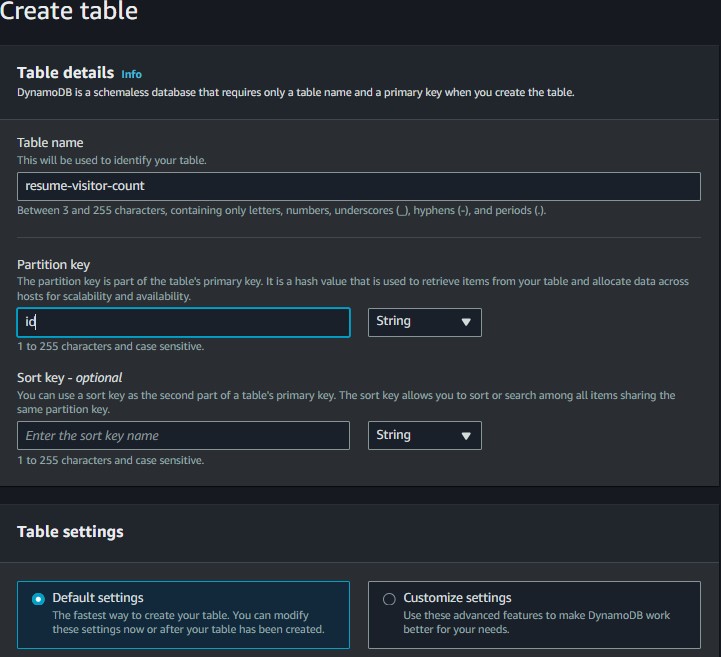 Create table
Table details Info
DynamoDB is a schemaless database that requires only a table name and a primary key when you create the table.
Table name
This will be used to identify your table.
resume-visitor-count
Between 3 and 255 characters, containing only letters, numbers, underscores (_), hyphens (-), and periods (.).
Partition key
The partition key is part of the table's primary key. It is a hash value that is used to retrieve items from your table and allocate data across
hosts for scalability and availability.
id String
1 to 255 characters and case sensitive.
Sort key - optional
You can use a sort key as the second part of a table's primary key. The sort key allows you to sort or search among all items sharing the
same partition key.
Enter the sort key name String
1 to 255 characters and case sensitive.
Table settings
Default settings
The fastest way to create your table. You can modify
these settings now or after your table has been created.
Customize settings
Use these advanced features to make DynamoDB work
better for your needs.